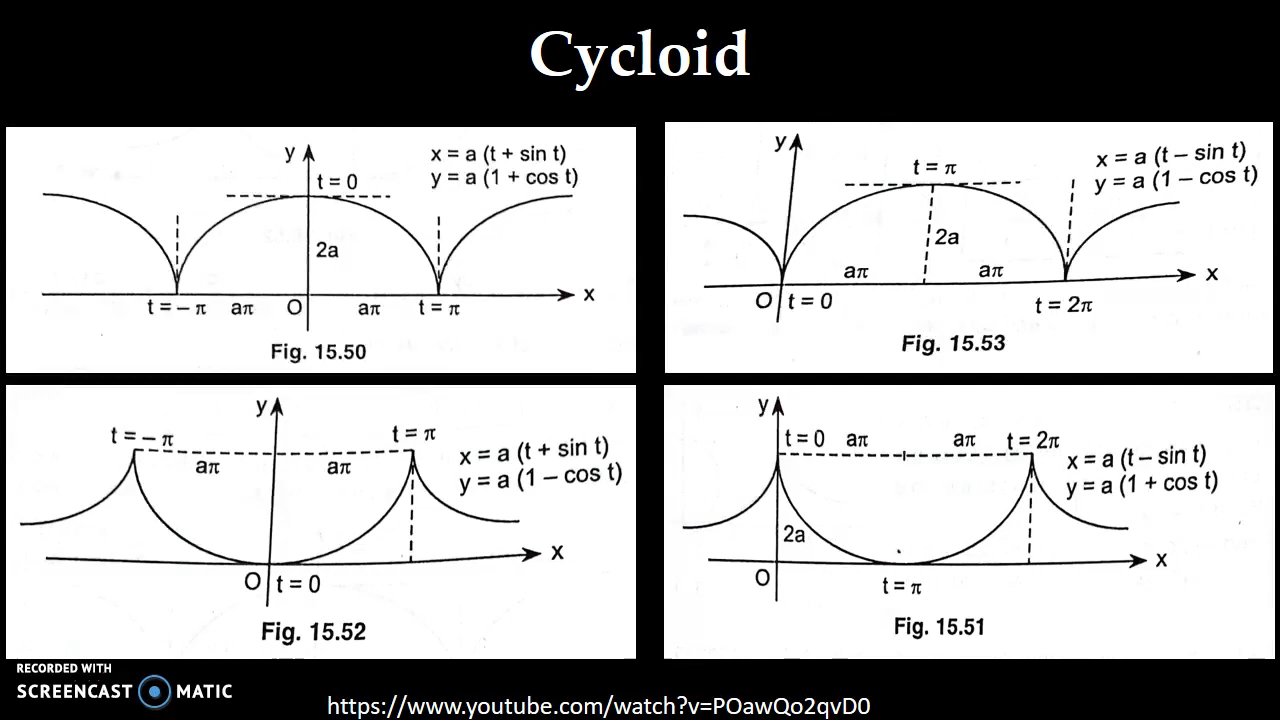 Cycloid
y
x = a (t + sin t)
y = a (1 + cos t)
t = 0
2a
x
t = – π aπ O aπ t = π
Fig. 15.50
y
x = a (t – sin t)
y = a (1 – cos t)
t = π
2a
aπ aπ
x
O t = 0
t = 2π
Fig. 15.53
y
t = – π
t = π
aπ aπ
x = a (t + sin t)
y = a (1 – cos t)
x
O t = 0
Fig. 15.52
y
t = 0 aπ aπ t = 2π
x = a (t – sin t)
y = a (1 + cos t)
2a
x
O
t = π
Fig. 15.51
RECORDED WITH
SCREENCAST MATIC
https://www.youtube.com/watch?v=POawQo2qvD0